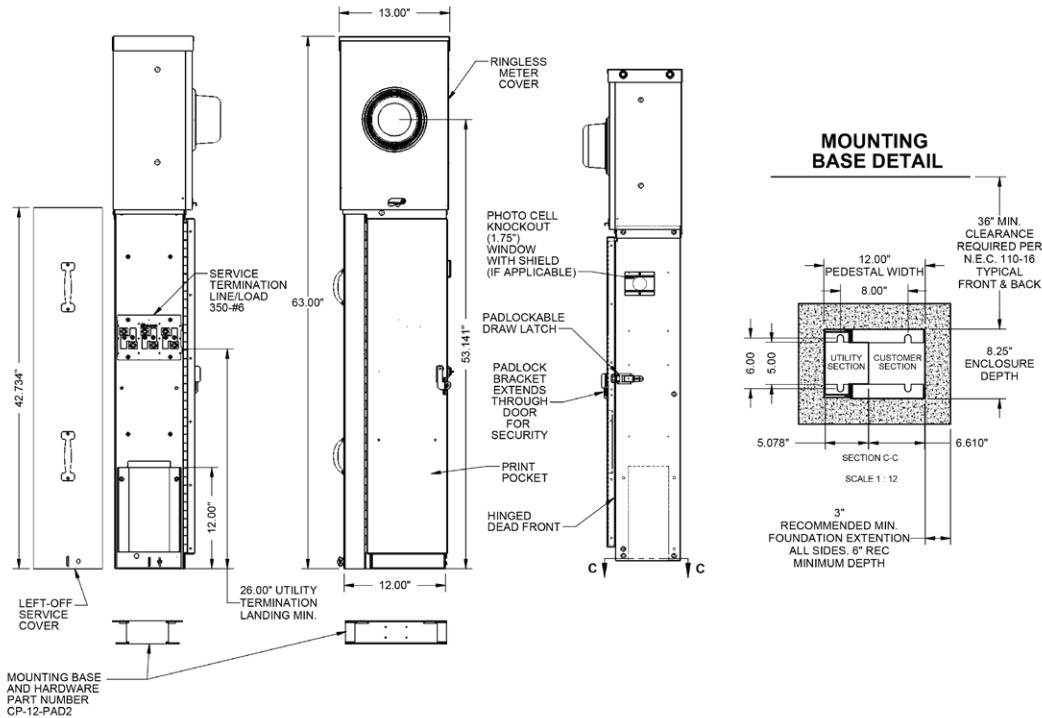 13.00"
RINGLESS
METER
COVER
MOUNTING
BASE DETAIL
PHOTO CELL
KNOCKOUT
(1.75")
WINDOW
WITH SHIELD
(IF APPLICABLE)
36" MIN.
CLEARANCE
REQUIRED PER
N.E.C. 110-16
TYPICAL
FRONT & BACK
12.00"
PEDESTAL WIDTH
8.00"
SERVICE
TERMINATION
LINE/LOAD
350-#6
63.00"
53.141"
PADLOCKABLE
DRAW LATCH
42.734"
6.00
5.00
UTILITY
SECTION
CUSTOMER
SECTION
8.25"
ENCLOSURE
DEPTH
PADLOCK
BRACKET
EXTENDS
THROUGH
DOOR
FOR
SECURITY
5.078"
6.610"
SECTION C-C
SCALE 1 : 12
PRINT
POCKET
12.00"
HINGED
DEAD FRONT
3"
RECOMMENDED MIN.
FOUNDATION EXTENTION
ALL SIDES. 6" REC
MINIMUM DEPTH
C
C
12.00"
LEFT-OFF
SERVICE
COVER
26.00" UTILITY
TERMINATION
LANDING MIN.
MOUNTING BASE
AND HARDWARE
PART NUMBER
CP-12-PAD2